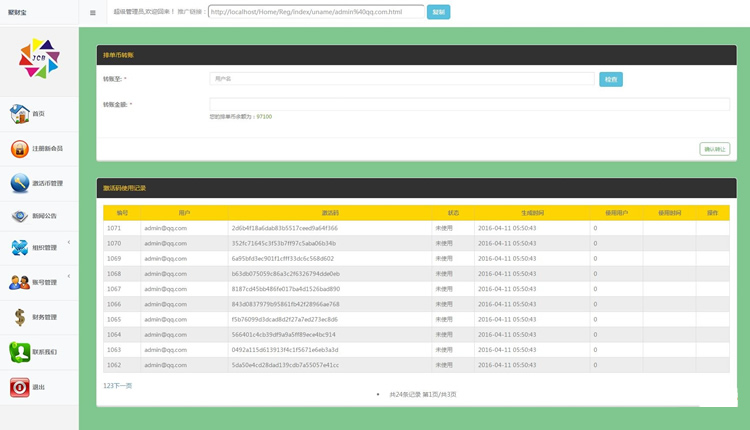 聚财宝
超级管理员,欢迎回来！ 推广链接：http://localhost/Home/Reg/Index/uname/admin%40qq.com.html 复制
JCB
首页
注册新会员
激活币管理
新闻公告
组织管理
账号管理
财务管理
联系我们
退出
排单币转账
转账至: * 用户名 检查
转账金额: *
您的排单币余额为：97100
确认转让
激活码使用记录
编号 用户 激活码 状态 生成时间 使用用户 使用时间 操作
1071 admin@qq.com 2d6b4f18a6dab83b5517ceed9a64f366 未使用 2016-04-11 05:50:43 0
1070 admin@qq.com 352fc71645c3f53b7ff97c5aba06b34b 未使用 2016-04-11 05:50:43 0
1069 admin@qq.com 6a95bfd3ec901f1cfff33dc6c568d602 未使用 2016-04-11 05:50:43 0
1068 admin@qq.com b63db075059c86a3c2f6326794dde0eb 未使用 2016-04-11 05:50:43 0
1067 admin@qq.com 8187cd45bb486fe017ba4d1526bad890 未使用 2016-04-11 05:50:43 0
1066 admin@qq.com 843d0837979b95861fb42f28966ae768 未使用 2016-04-11 05:50:43 0
1065 admin@qq.com f5b76099d3dcad8d2f27a7ed273ec8d6 未使用 2016-04-11 05:50:43 0
1064 admin@qq.com 566401c4cb39df9a9a5ff89ece4bc914 未使用 2016-04-11 05:50:43 0
1063 admin@qq.com 0492a115d613913f4c1f5671e6eb3a3d 未使用 2016-04-11 05:50:43 0
1062 admin@qq.com 5da50e4cd28dad139cdb7a55057e41cc 未使用 2016-04-11 05:50:43 0
123下一页
共24条记录 第1页/共3页